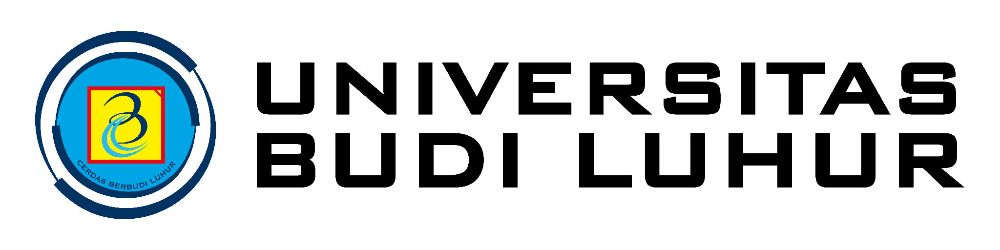 CERDAS BERBUDI LUHUR
UNIVERSITAS
BUDI LUHUR